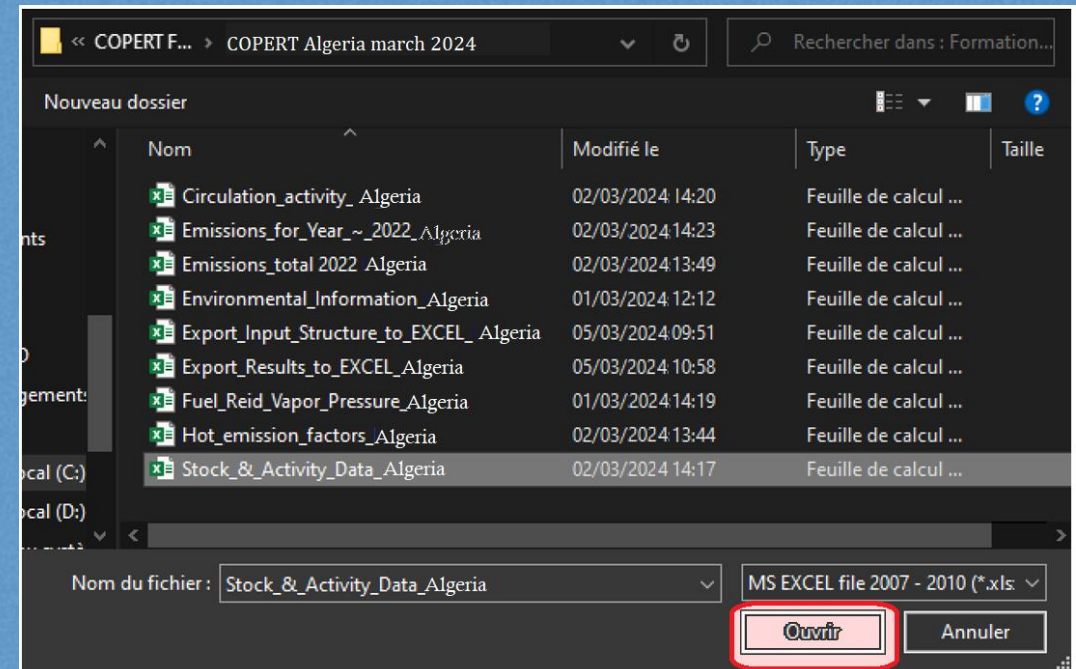 « COPERT F... > COPERT Algeria march 2024 Rechercher dans : Formation...
Nouveau dossier ?
Nom Modifié le Type Taille
Circulation_activity_ Algeria 02/03/2024 14:20 Feuille de calcul ...
Emissions_for_Year_~_2022_Algeria 02/03/2024 14:23 Feuille de calcul ...
nts
Emissions_total 2022 Algeria 02/03/2024 13:49 Feuille de calcul ...
Environmental_Information_Algeria 01/03/2024 12:12 Feuille de calcul ...
Export_Input_Structure_to_EXCEL_ Algeria 05/03/2024 09:51 Feuille de calcul ...
Export_Results_to_EXCEL_Algeria 05/03/2024 10:58 Feuille de calcul ...
gements
Fuel_Reid_Vapor_Pressure_Algeria 01/03/2024 14:19 Feuille de calcul ...
Hot_emission_factors_Algeria 02/03/2024 13:44 Feuille de calcul ...
ocal (C:) Stock_&_Activity_Data_Algeria 02/03/2024 14:17 Feuille de calcul ...
ocal (D:)
Nom du fichier : Stock_&_Activity_Data_Algeria MS EXCEL file 2007 - 2010 (*.xls
Ouvrir Annuler